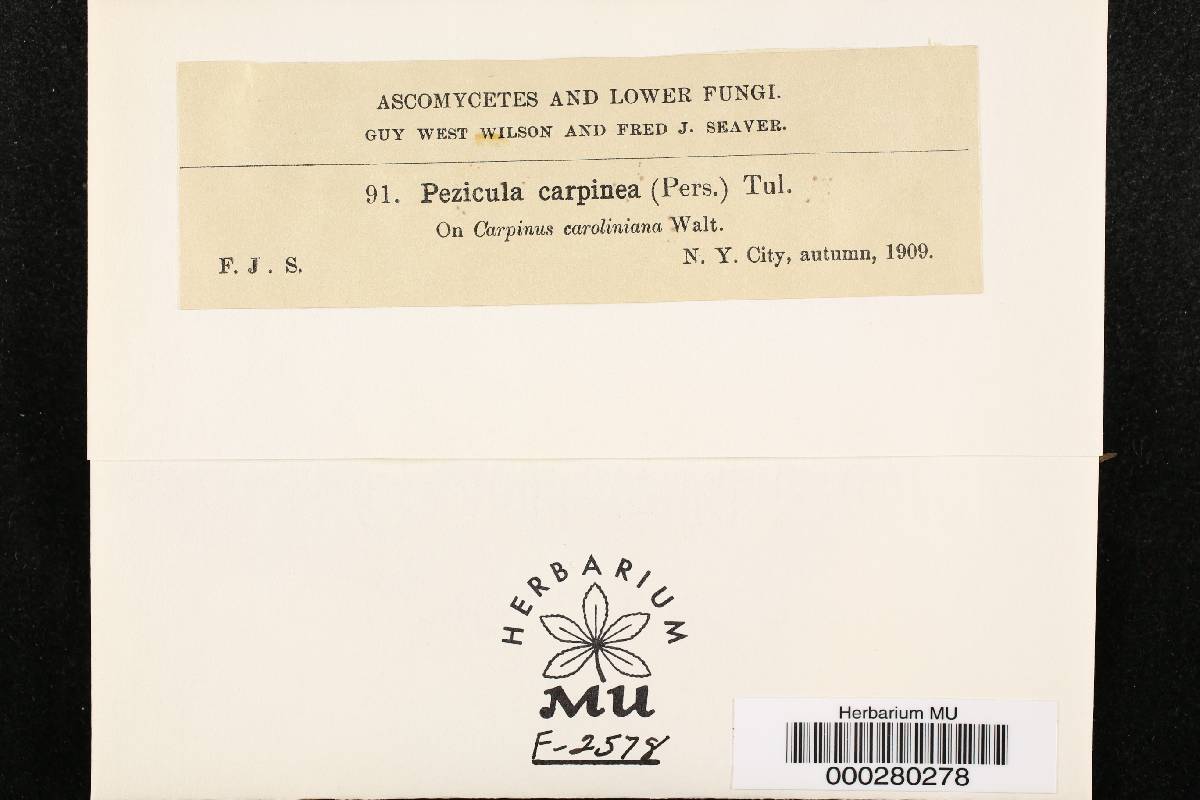 ASCOMYCETES AND LOWER FUNGI.
GUY WEST WILSON AND FRED J. SEAVER.
91. Pezicula carpinea (Pers.) Tul.
On Carpinus caroliniana Walt.
N. Y. City, autumn, 1909.
F. J. S.
HERBARIUM
MU
F-2578
Herbarium MU
000280278